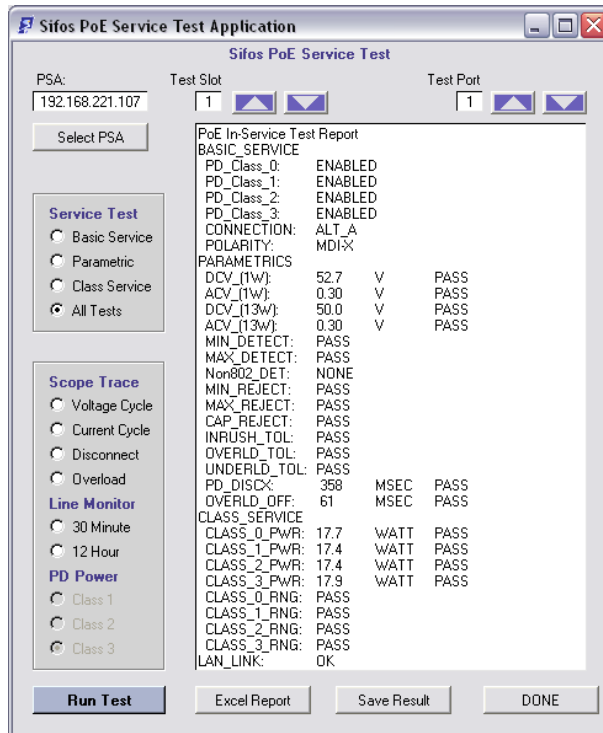 Sifos PoE Service Test Application
Sifos PoE Service Test
PSA:
192.168.221.107
Select PSA
Test Slot
1
Test Port
1
Service Test
Basic Service
Parametric
Class Service
All Tests
Scope Trace
Voltage Cycle
Current Cycle
Disconnect
Overload
Line Monitor
30 Minute
12 Hour
PD Power
Class 1
Class 2
Class 3
PoE In-Service Test Report
BASIC_SERVICE
PD_Class_0: ENABLED
PD_Class_1: ENABLED
PD_Class_2: ENABLED
PD_Class_3: ENABLED
CONNECTION: ALT_A
POLARITY: MDI-X
PARAMETRICS
DCV_(1W): 52.7 V PASS
ACV_(1W): 0.30 V PASS
DCV_(13W): 50.0 V PASS
ACV_(13W): 0.30 V PASS
MIN_DETECT: PASS
MAX_DETECT: PASS
Non802_DET: NONE
MIN_REJECT: PASS
MAX_REJECT: PASS
CAP_REJECT: PASS
INRUSH_TOL: PASS
OVERLD_TOL: PASS
UNDERLD_TOL: PASS
PD_DISCX: 358 MSEC PASS
OVERLD_OFF: 61 MSEC PASS
CLASS_SERVICE
CLASS_0_PWR: 17.7 WATT PASS
CLASS_1_PWR: 17.4 WATT PASS
CLASS_2_PWR: 17.4 WATT PASS
CLASS_3_PWR: 17.9 WATT PASS
CLASS_0_RNG: PASS
CLASS_1_RNG: PASS
CLASS_2_RNG: PASS
CLASS_3_RNG: PASS
LAN_LINK: OK
Run Test
Excel Report
Save Result
DONE